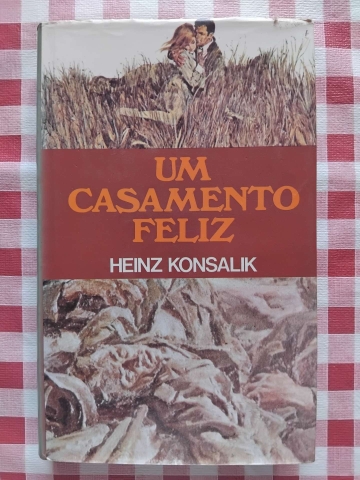 UM
CASAMENTO
FELIZ
HEINZ KONSALIK